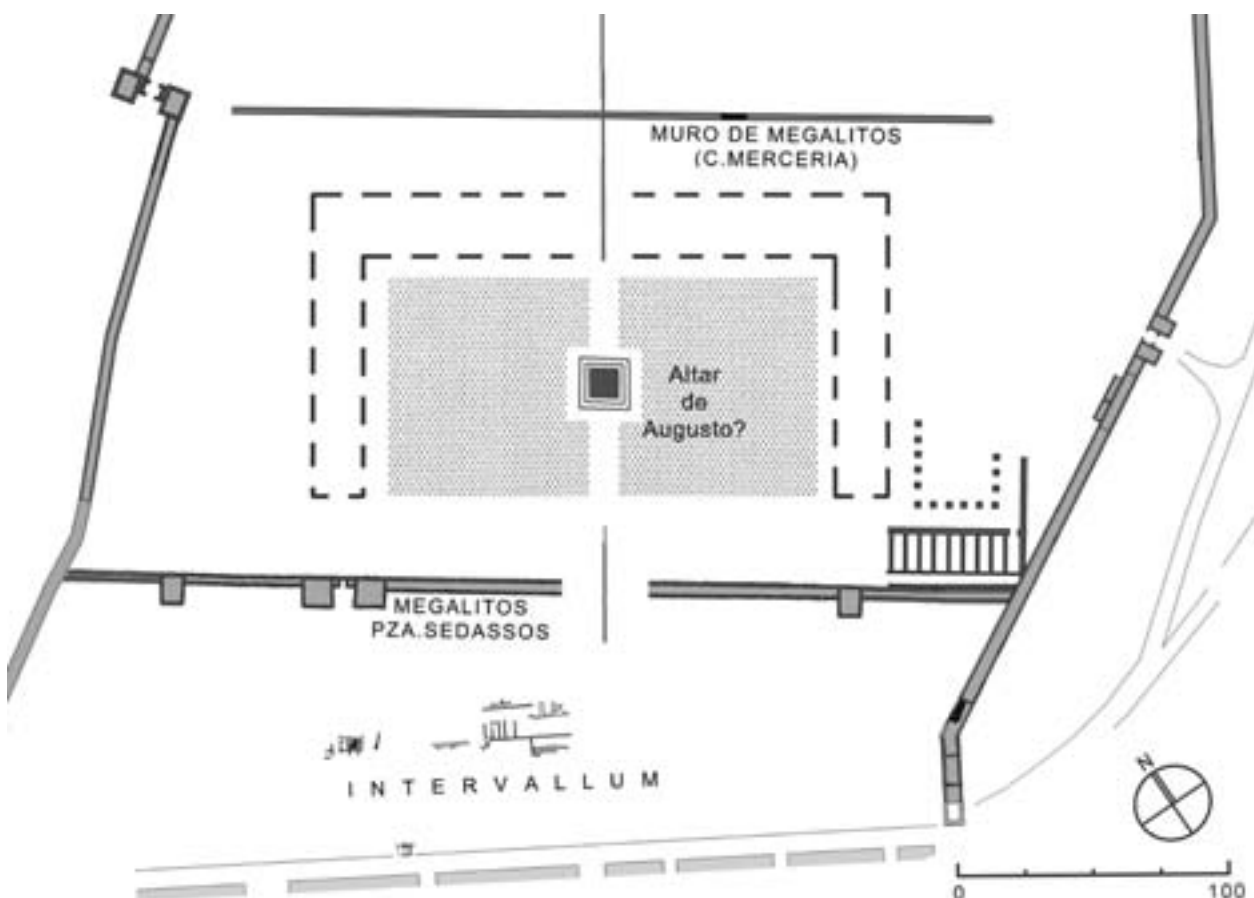 MURO DE MEGALITOS
(C.MERCERIA)
Altar
de
Augusto?
MEGALITOS
PZA.SEDASSOS
INTERVALLUM
N
0
100